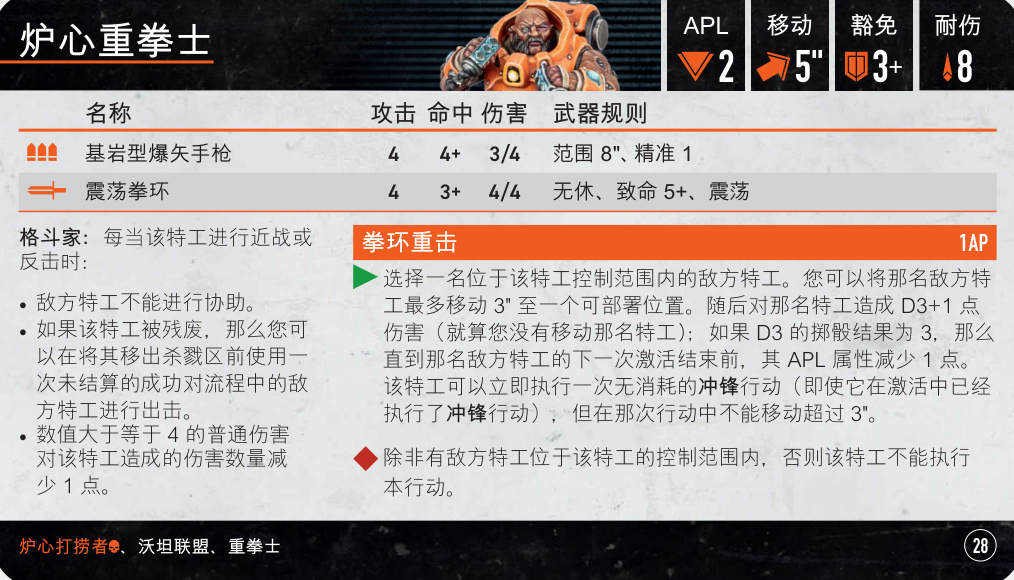 炉心重拳士
APL 移动 豁免 耐伤
2 5" 3+ 8
名称 攻击 命中 伤害 武器规则
基岩型爆矢手枪 4 4+ 3/4 范围 8"、精准 1
震荡拳环 4 3+ 4/4 无休、致命 5+、震荡
格斗家：每当该特工进行近战或
反击时：
• 敌方特工不能进行协助。
• 如果该特工被残废，那么您可
以在将其移出杀戮区前使用一
次未结算的成功对流程中的敌
方特工进行出击。
• 数值大于等于 4 的普通伤害
对该特工造成的伤害数量减
少 1 点。
拳环重击 1AP
选择一名位于该特工控制范围内的敌方特工。您可以将那名敌方特
工最多移动 3" 至一个可部署位置。随后对那名特工造成 D3+1 点
伤害（就算您没有移动那名特工）；如果 D3 的掷骰结果为 3，那么
直到那名敌方特工的下一次激活结束前，其 APL 属性减少 1 点。
该特工可以立即执行一次无消耗的冲锋行动（即使它在激活中已经
执行了冲锋行动），但在那次行动中不能移动超过 3"。
除非有敌方特工位于该特工的控制范围内，否则该特工不能执行
本行动。
炉心打捞者、沃坦联盟、重拳士 28